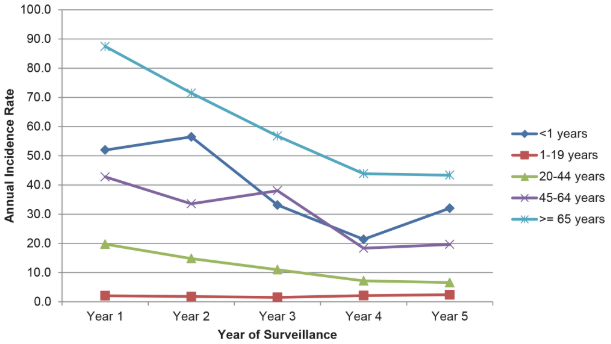 100.0
90.0
80.0
70.0
60.0
50.0
40.0
30.0
20.0
10.0
0.0
Annual Incidence Rate
Year 1 Year 2 Year 3 Year 4 Year 5
Year of Surveillance
<1 years
1-19 years
20-44 years
45-64 years
>= 65 years